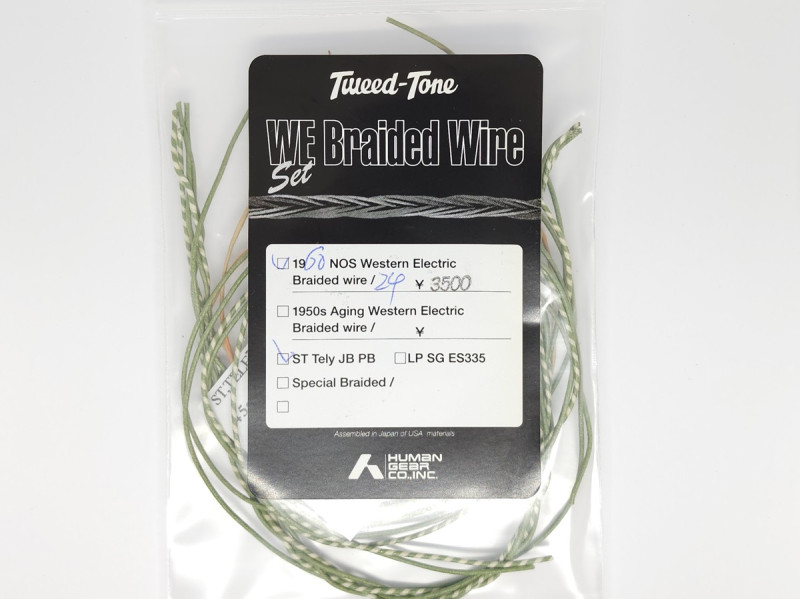 Tweed-Tone
WE Braided Wire
Set
1960 NOS Western Electric
Braided wire / 24 ¥ 3500
1950s Aging Western Electric
Braided wire / ¥
ST Tely JB PB LP SG ES335
Special Braided /
Assembled in Japan of USA materials
HUMAN
GEAR
CO.,INC.